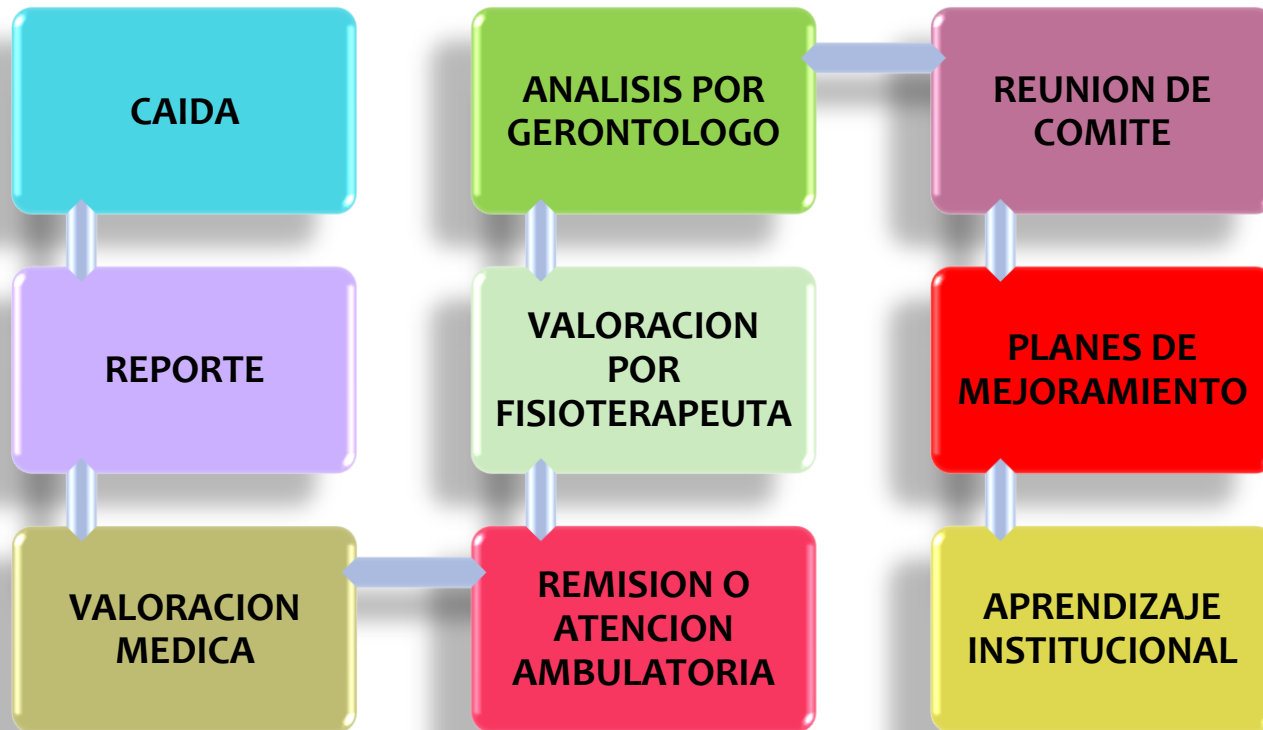 CAIDA
REPORTE
VALORACION
MEDICA
REMISION O
ATENCION
AMBULATORIA
VALORACION
POR
FISIOTERAPEUTA
ANALISIS POR
GERONTOLOGO
REUNION DE
COMITE
PLANES DE
MEJORAMIENTO
APRENDIZAJE
INSTITUCIONAL